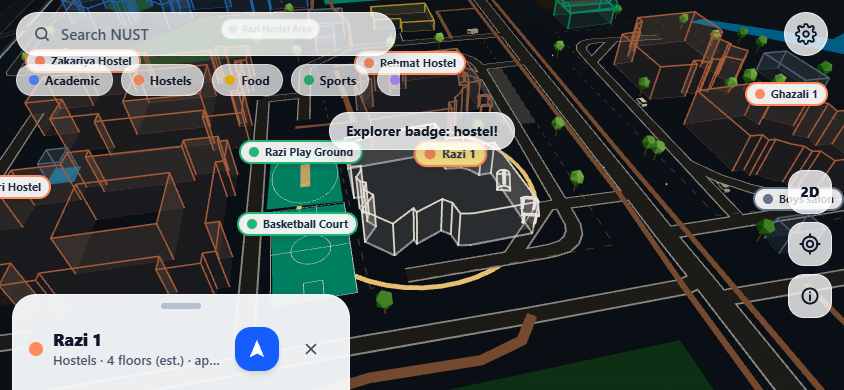 Search NUST
Razi Hostel Area
Zakariya Hostel
Rehmat Hostel
Academic
Hostels
Food
Sports
Ghazali 1
Explorer badge: hostel!
Razi Play Ground
Razi 1
ri Hostel
2D
Boys salon
Basketball Court
Razi 1
Hostels · 4 floors (est.) · ap...